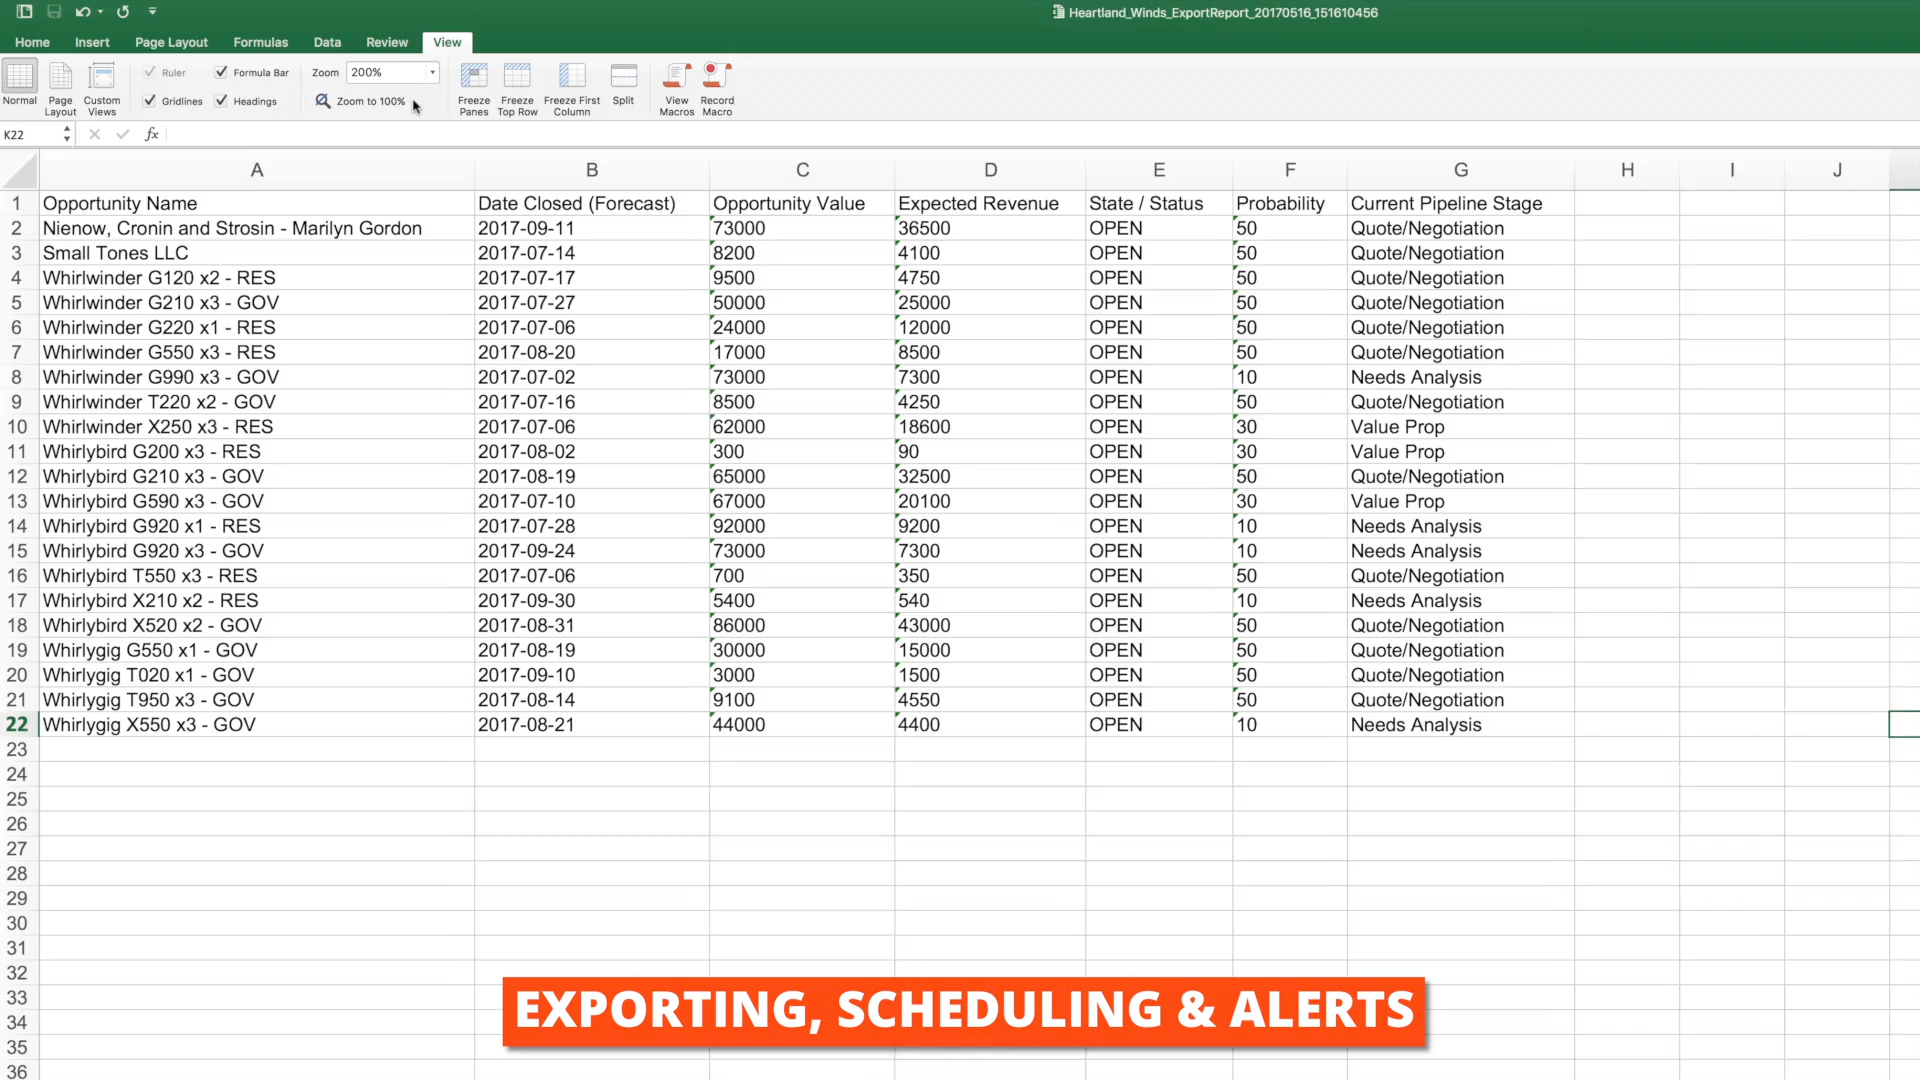 Heartland_Winds_ExportReport_20170516_151610456
Home Insert Page Layout Formulas Data Review View
Normal Page Layout Custom Views Ruler Formula Bar Gridlines Headings Zoom 200% Zoom to 100% Freeze Panes Freeze Top Row Freeze First Column Split View Macros Record Macro
K22 fx
A B C D E F G H I J
1 Opportunity Name Date Closed (Forecast) Opportunity Value Expected Revenue State / Status Probability Current Pipeline Stage
2 Nienow, Cronin and Strosin - Marilyn Gordon 2017-09-11 73000 36500 OPEN 50 Quote/Negotiation
3 Small Tones LLC 2017-07-14 8200 4100 OPEN 50 Quote/Negotiation
4 Whirlwinder G120 x2 - RES 2017-07-17 9500 4750 OPEN 50 Quote/Negotiation
5 Whirlwinder G210 x3 - GOV 2017-07-27 50000 25000 OPEN 50 Quote/Negotiation
6 Whirlwinder G220 x1 - RES 2017-07-06 24000 12000 OPEN 50 Quote/Negotiation
7 Whirlwinder G550 x3 - RES 2017-08-20 17000 8500 OPEN 50 Quote/Negotiation
8 Whirlwinder G990 x3 - GOV 2017-07-02 73000 7300 OPEN 10 Needs Analysis
9 Whirlwinder T220 x2 - GOV 2017-07-16 8500 4250 OPEN 50 Quote/Negotiation
10 Whirlwinder X250 x3 - RES 2017-07-06 62000 18600 OPEN 30 Value Prop
11 Whirlybird G200 x3 - RES 2017-08-02 300 90 OPEN 30 Value Prop
12 Whirlybird G210 x3 - GOV 2017-08-19 65000 32500 OPEN 50 Quote/Negotiation
13 Whirlybird G590 x3 - GOV 2017-07-10 67000 20100 OPEN 30 Value Prop
14 Whirlybird G920 x1 - RES 2017-07-28 92000 9200 OPEN 10 Needs Analysis
15 Whirlybird G920 x3 - GOV 2017-09-24 73000 7300 OPEN 10 Needs Analysis
16 Whirlybird T550 x3 - RES 2017-07-06 700 350 OPEN 50 Quote/Negotiation
17 Whirlybird X210 x2 - RES 2017-09-30 5400 540 OPEN 10 Needs Analysis
18 Whirlybird X520 x2 - GOV 2017-08-31 86000 43000 OPEN 50 Quote/Negotiation
19 Whirlygig G550 x1 - GOV 2017-08-19 30000 15000 OPEN 50 Quote/Negotiation
20 Whirlygig T020 x1 - GOV 2017-09-10 3000 1500 OPEN 50 Quote/Negotiation
21 Whirlygig T950 x3 - GOV 2017-08-14 9100 4550 OPEN 50 Quote/Negotiation
22 Whirlygig X550 x3 - GOV 2017-08-21 44000 4400 OPEN 10 Needs Analysis
23
24
25
26
27
28
29
30
31
32
33
EXPORTING, SCHEDULING & ALERTS
34
35
36